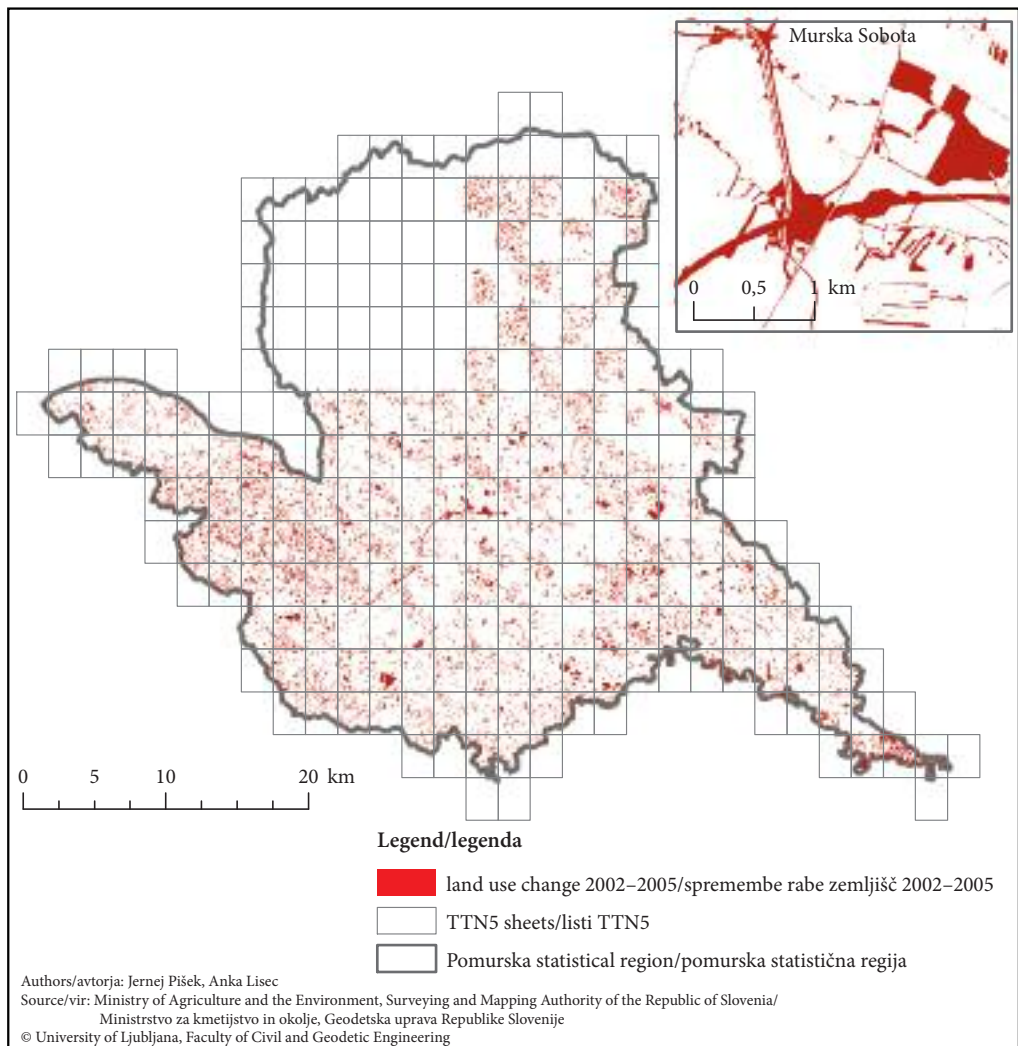 Murska Sobota
0 0,5 1 km
0 5 10 20 km
Legend/legenda
land use change 2002–2005/spremembe rabe zemljišč 2002–2005
TTN5 sheets/listi TTN5
Pomurska statistical region/pomurska statistična regija
Authors/avtorja: Jernej Pišek, Anka Lisec
Source/vir: Ministry of Agriculture and the Environment, Surveying and Mapping Authority of the Republic of Slovenia/
Ministrstvo za kmetijstvo in okolje, Geodetska uprava Republike Slovenije
© University of Ljubljana, Faculty of Civil and Geodetic Engineering